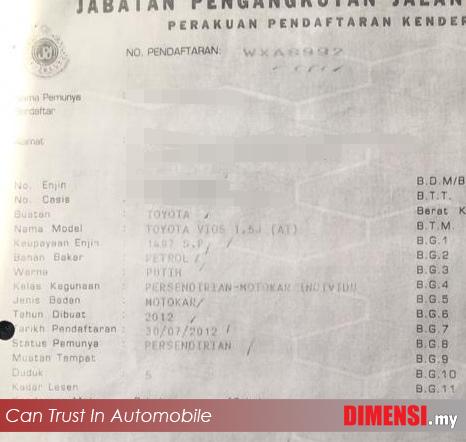 JABATAN PENGANGKUTAN JALAN
PERAKUAN PENDAFTARAN KENDER
NO. PENDAFTARAN: WXA8992
Nama Pemunya
Berdaftar
Alamat
No. Enjin : B.D.M/B
No. Casis : B.T.T.
Buatan : TOYOTA Berat K
Nama Model : TOYOTA VIOS 1.5J (AT) B.T.M.
Keupayaan Enjin : 1497 S.P. B.G.1
Bahan Bakar : PETROL B.G.2
Warna : PUTIH B.G.3
Kelas Kegunaan : PERSENDIRIAN-MOTOKAR INDIVIDU B.G.4
Jenis Badan : MOTOKAR B.G.5
Tahun Dibuat : 2012 B.G.6
Tarikh Pendaftaran : 30/07/2012 B.G.7
Status Pemunya : PERSENDIRIAN B.G.8
Muatan Tempat B.G.9
Duduk : 5 B.G.10
Kadar Lesen B.G.11
Can Trust In Automobile DIMENSI.my